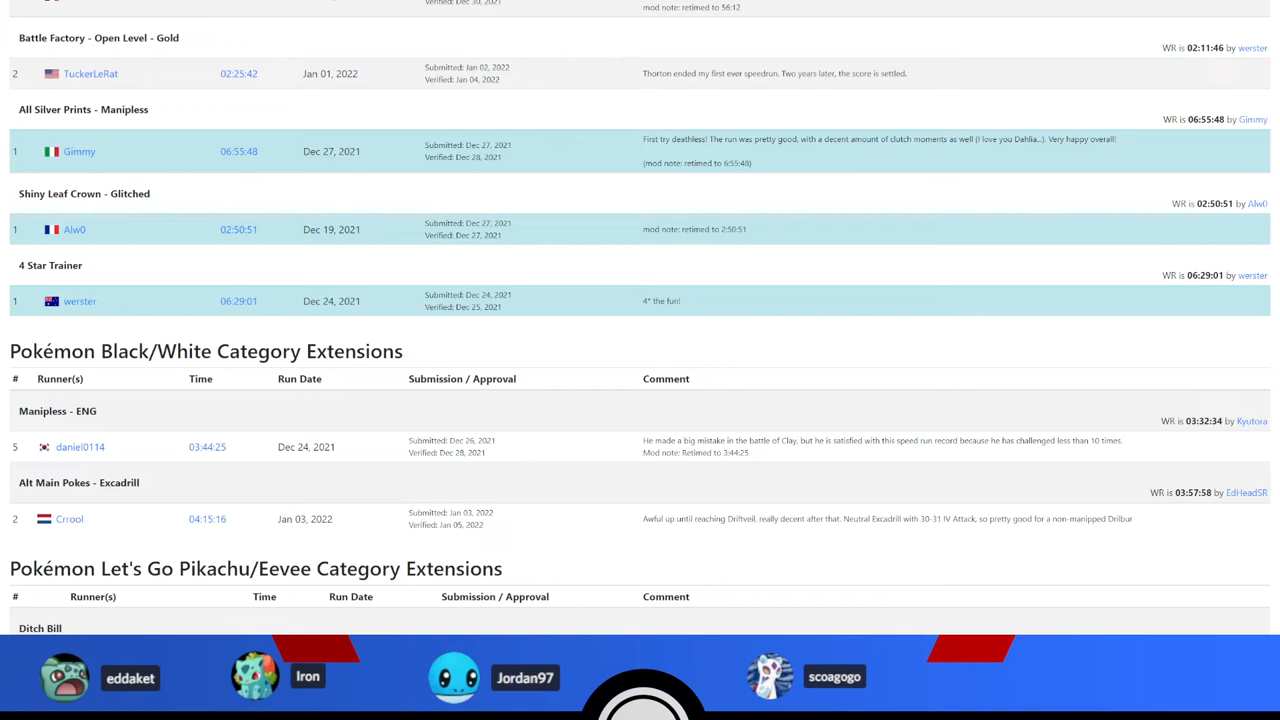 Verified: Dec 30, 2021
mod note: retimed to 56:12
Battle Factory - Open Level - Gold
WR is 02:11:46 by werster
2 TuckerLeRat 02:25:42 Jan 01, 2022 Submitted: Jan 02, 2022 Thorton ended my first ever speedrun. Two years later, the score is settled.
Verified: Jan 04, 2022
All Silver Prints - Manipless
WR is 06:55:48 by Gimmy
1 Gimmy 06:55:48 Dec 27, 2021 Submitted: Dec 27, 2021 First try deathless! The run was pretty good, with a decent amount of clutch moments as well (I love you Dahlia...). Very happy overall!
Verified: Dec 28, 2021
(mod note: retimed to 6:55:48)
Shiny Leaf Crown - Glitched
WR is 02:50:51 by Alw0
1 Alw0 02:50:51 Dec 19, 2021 Submitted: Dec 27, 2021 mod note: retimed to 2:50:51
Verified: Dec 27, 2021
4 Star Trainer
WR is 06:29:01 by werster
1 werster 06:29:01 Dec 24, 2021 Submitted: Dec 24, 2021 4* the fun!
Verified: Dec 25, 2021
Pokémon Black/White Category Extensions
# Runner(s) Time Run Date Submission / Approval Comment
Manipless - ENG
WR is 03:32:34 by Kyutora
5 daniel0114 03:44:25 Dec 24, 2021 Submitted: Dec 26, 2021 He made a big mistake in the battle of Clay, but he is satisfied with this speed run record because he has challenged less than 10 times.
Verified: Dec 28, 2021 Mod note: Retimed to 3:44:25
Alt Main Pokes - Excadrill
WR is 03:57:58 by EdHeadSR
2 Crrool 04:15:16 Jan 03, 2022 Submitted: Jan 03, 2022 Awful up until reaching Driftveil, really decent after that. Neutral Excadrill with 30-31 IV Attack, so pretty good for a non-manipped Drilbur
Verified: Jan 05, 2022
Pokémon Let's Go Pikachu/Eevee Category Extensions
# Runner(s) Time Run Date Submission / Approval Comment
Ditch Bill
eddaket Iron Jordan97 scoagogo